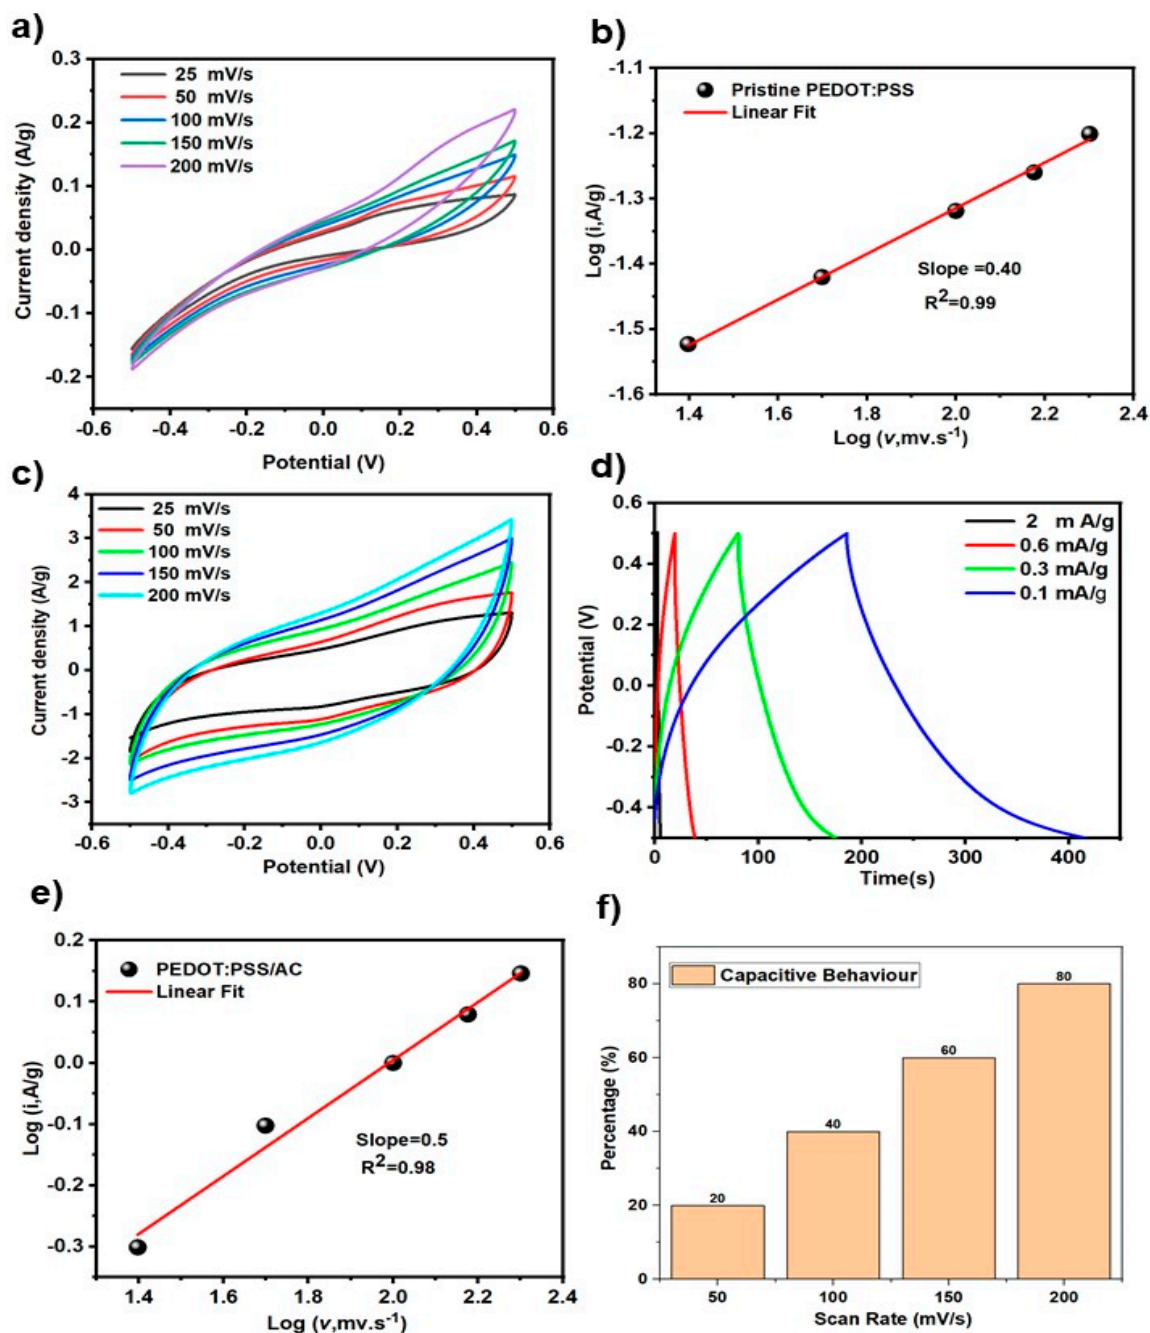 a)
0.3
0.2
0.1
0.0
-0.1
-0.2
Current density (A/g)
25 mV/s
50 mV/s
100 mV/s
150 mV/s
200 mV/s
-0.6 -0.4 -0.2 0.0 0.2 0.4 0.6
Potential (V)
b)
-1.1
-1.2
-1.3
-1.4
-1.5
-1.6
Log (i,A/g)
Pristine PEDOT:PSS
Linear Fit
Slope =0.40
R²=0.99
1.4 1.6 1.8 2.0 2.2 2.4
Log (v,mv.s⁻¹)
c)
4
3
2
1
0
-1
-2
-3
Current density (A/g)
25 mV/s
50 mV/s
100 mV/s
150 mV/s
200 mV/s
-0.6 -0.4 -0.2 0.0 0.2 0.4 0.6
Potential (V)
d)
0.6
0.4
0.2
0.0
-0.2
-0.4
Potential (V)
2 m A/g
0.6 mA/g
0.3 mA/g
0.1 mA/g
0 100 200 300 400
Time(s)
e)
0.2
0.1
0.0
-0.1
-0.2
-0.3
Log (i,A/g)
PEDOT:PSS/AC
Linear Fit
Slope=0.5
R²=0.98
1.4 1.6 1.8 2.0 2.2 2.4
Log (v,mv.s⁻¹)
f)
80
60
40
20
0
Percentage (%)
Capacitive Behaviour
20
40
60
80
50 100 150 200
Scan Rate (mV/s)